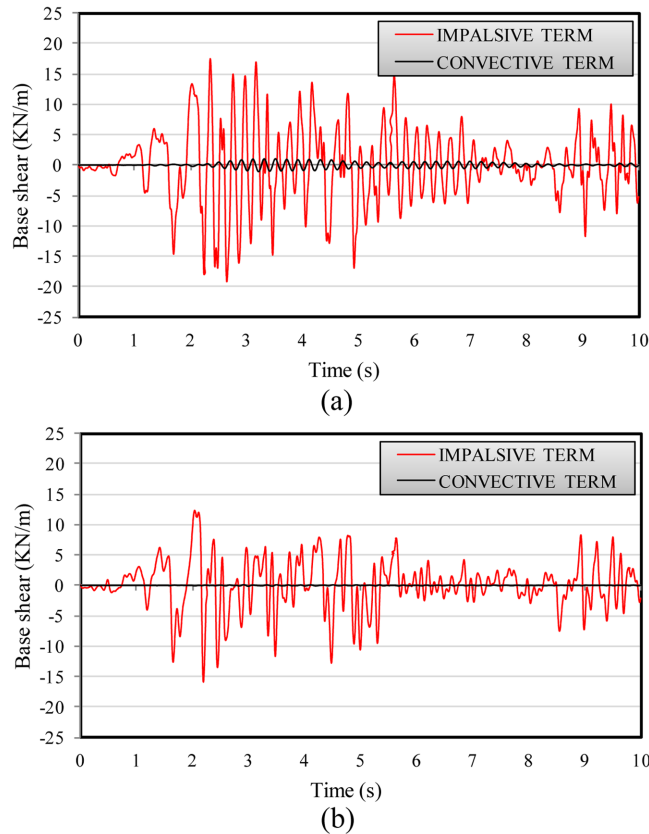 (a)
IMPALSIVE TERM
CONVECTIVE TERM
Base shear (KN/m)
25
20
15
10
5
0
-5
-10
-15
-20
-25
0 1 2 3 4 5 6 7 8 9 10
Time (s)
(a)
IMPALSIVE TERM
CONVECTIVE TERM
Base shear (KN/m)
25
20
15
10
5
0
-5
-10
-15
-20
-25
0 1 2 3 4 5 6 7 8 9 10
Time (s)
(b)